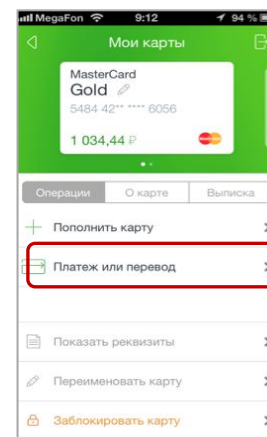 MegaFon 9:12 94 %
Мои карты
MasterCard
Gold
5484 42** **** 6056
1 034,44 ₽
Операции О карте Выписка
Пополнить карту
Платеж или перевод
Показать реквизиты
Переименовать карту
Заблокировать карту